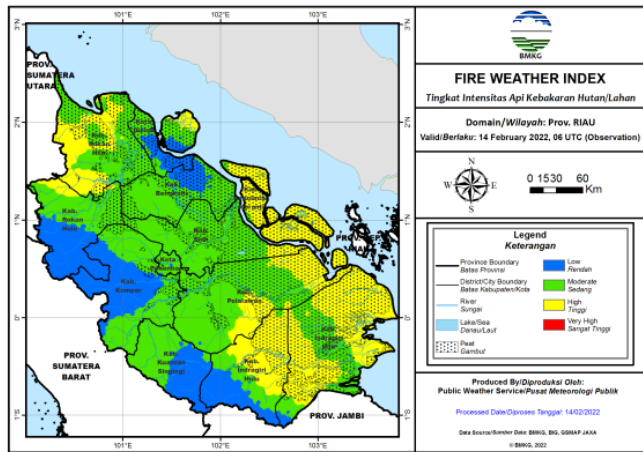 101°E 102°E 103°E
3°N
2°N
1°N
0°
1°S
PROV.
SUMATERA
UTARA
Kab.
Rokan
Hulu
Kab.
Kampar
Kota
Kab.
Pelalawan
Kab.
Kuantan
Singingi
Kab.
Indragiri
Hulu
Indragiri
PROV.
SUMATERA
BARAT
PROV. JAMBI
101°E 102°E 103°E
BMKG
FIRE WEATHER INDEX
Tingkat Intensitas Api Kebakaran Hutan/Lahan
Domain/Wilayah: Prov. RIAU
Valid/Berlaku: 14 February 2022, 06 UTC (Observation)
N
W E
S
0 1530 60
Km
Legend
Keterangan
Province Boundary
Batas Provinsi
District/City Boundary
Batas Kabupaten/Kota
River
Sungai
Lake/Sea
Danau/Laut
Peat
Gambut
Low
Rendah
Moderate
Sedang
High
Tinggi
Very High
Sangat Tinggi
Produced By/Diproduksi Oleh:
Public Weather Service/Pusat Meteorologi Publik
Processed Date/Diproses Tanggal: 14/02/2022
Data Source/Sumber Data: BMKG, BIG, GSMAP JAXA
© BMKG, 2022